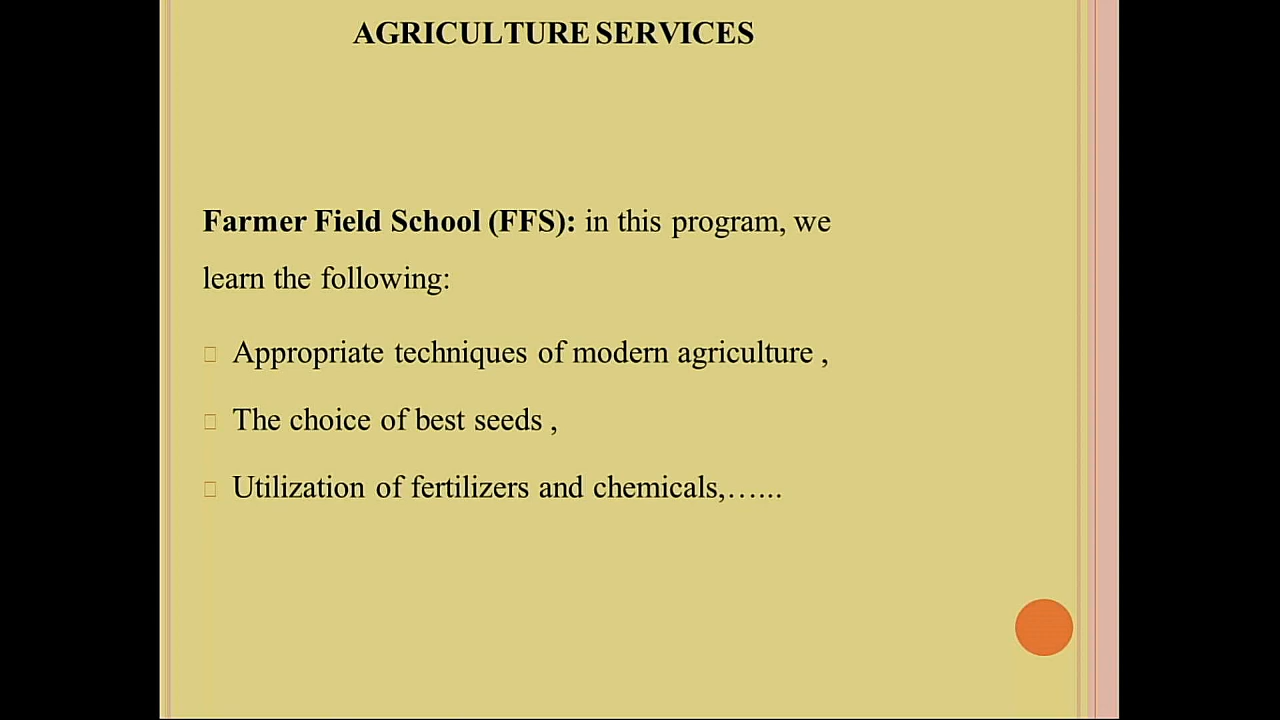 AGRICULTURE SERVICES
Farmer Field School (FFS): in this program, we
learn the following:
Appropriate techniques of modern agriculture ,
The choice of best seeds ,
Utilization of fertilizers and chemicals,…...